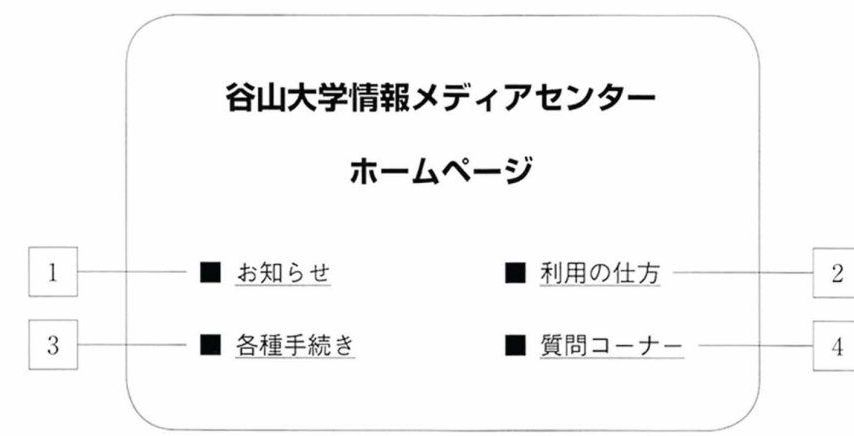 谷山大学情報メディアセンター
ホームページ
1 ■ お知らせ ■ 利用の仕方 2
3 ■ 各種手続き ■ 質問コーナー 4